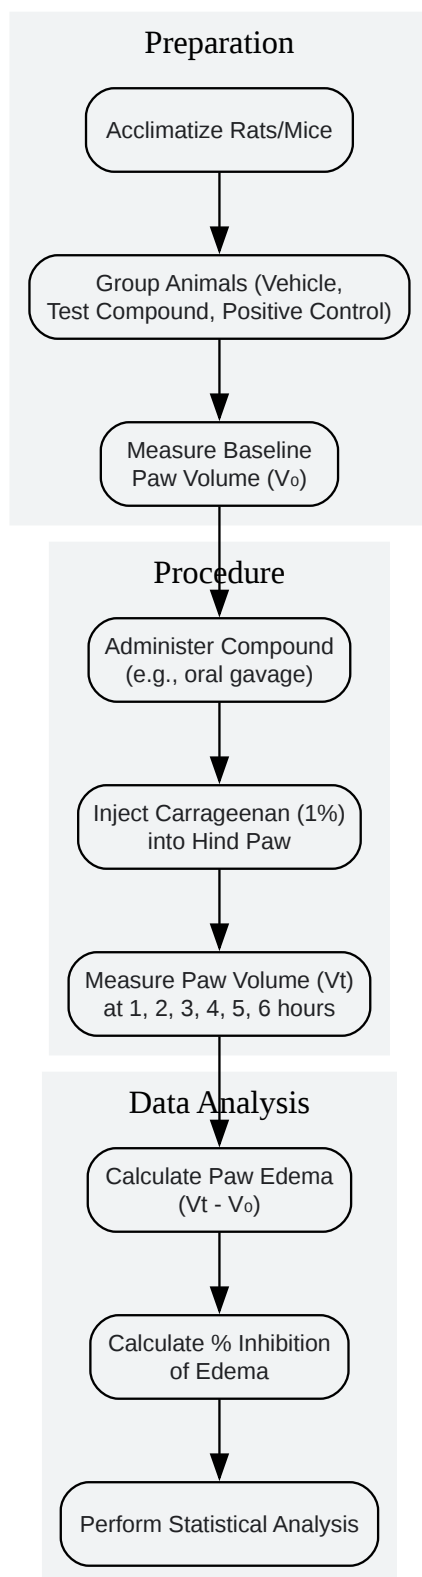 Preparation
Acclimatize Rats/Mice
Group Animals (Vehicle,
Test Compound, Positive Control)
Measure Baseline
Paw Volume (V₀)
Procedure
Administer Compound
(e.g., oral gavage)
Inject Carrageenan (1%)
into Hind Paw
Measure Paw Volume (Vt)
at 1, 2, 3, 4, 5, 6 hours
Data Analysis
Calculate Paw Edema
(Vt - V₀)
Calculate % Inhibition
of Edema
Perform Statistical Analysis